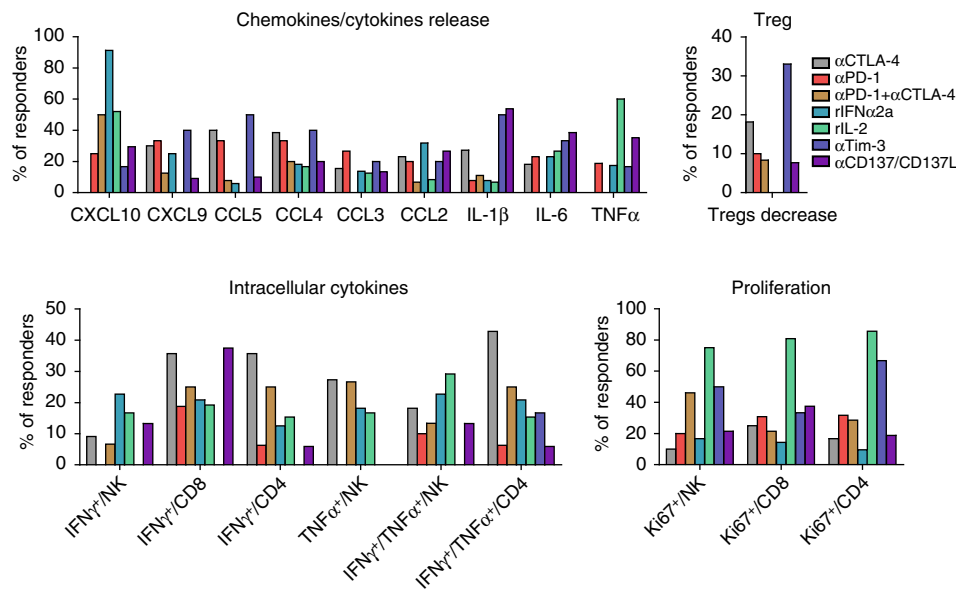 Chemokines/cytokines release
% of responders
100
80
60
40
20
0
CXCL10 CXCL9 CCL5 CCL4 CCL3 CCL2 IL-1β IL-6 TNFα
Treg
% of responders
40
30
20
10
0
Tregs decrease
αCTLA-4
αPD-1
αPD-1+αCTLA-4
rIFNα2a
rIL-2
αTim-3
αCD137/CD137L
Intracellular cytokines
% of responders
50
40
30
20
10
0
IFNγ⁺/NK
IFNγ⁺/CD8
IFNγ⁺/CD4
TNFα⁺/NK
IFNγ⁺/TNFα⁺/NK
IFNγ⁺/TNFα⁺/CD4
Proliferation
% of responders
100
80
60
40
20
0
Ki67⁺/NK
Ki67⁺/CD8
Ki67⁺/CD4